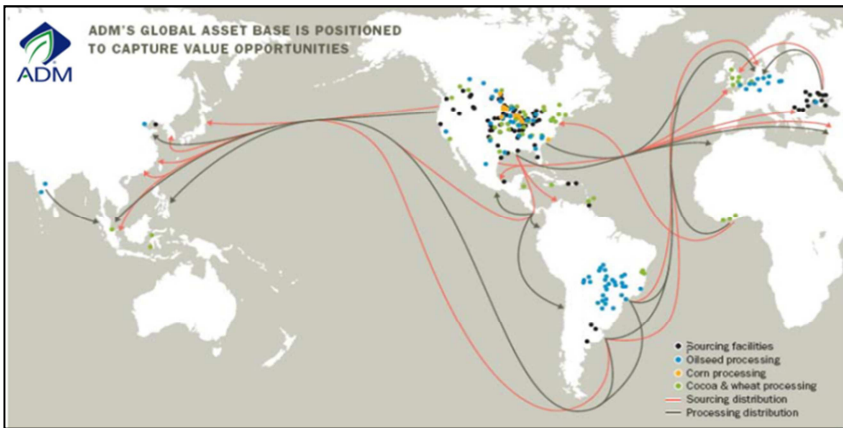 ADM'S GLOBAL ASSET BASE IS POSITIONED
TO CAPTURE VALUE OPPORTUNITIES
ADM
Sourcing facilities
Oilseed processing
Corn processing
Cocoa & wheat processing
Sourcing distribution
Processing distribution